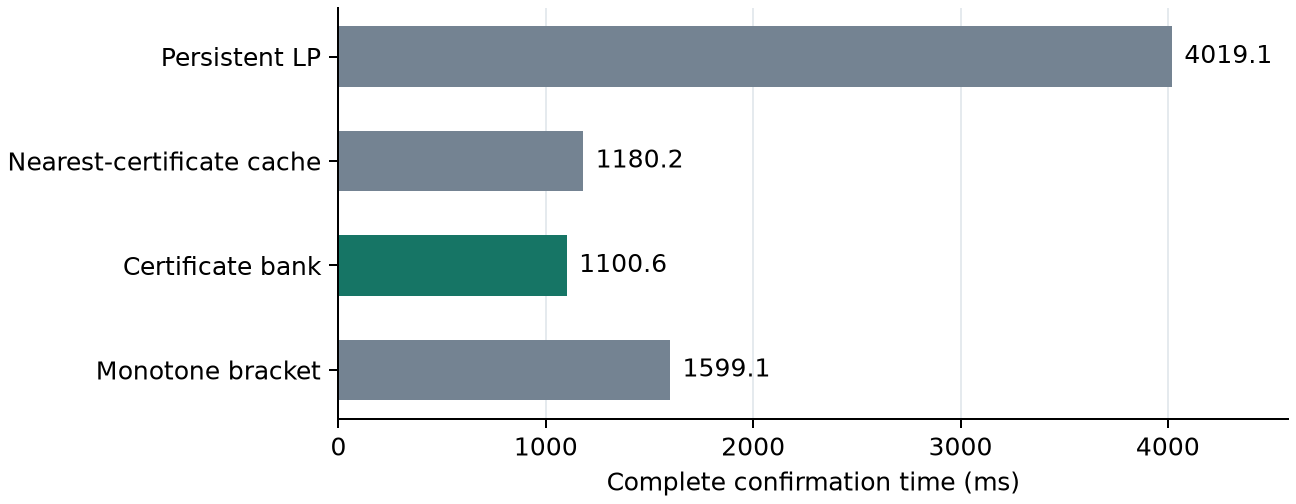 Persistent LP 4019.1
Nearest-certificate cache 1180.2
Certificate bank 1100.6
Monotone bracket 1599.1
0 1000 2000 3000 4000
Complete confirmation time (ms)